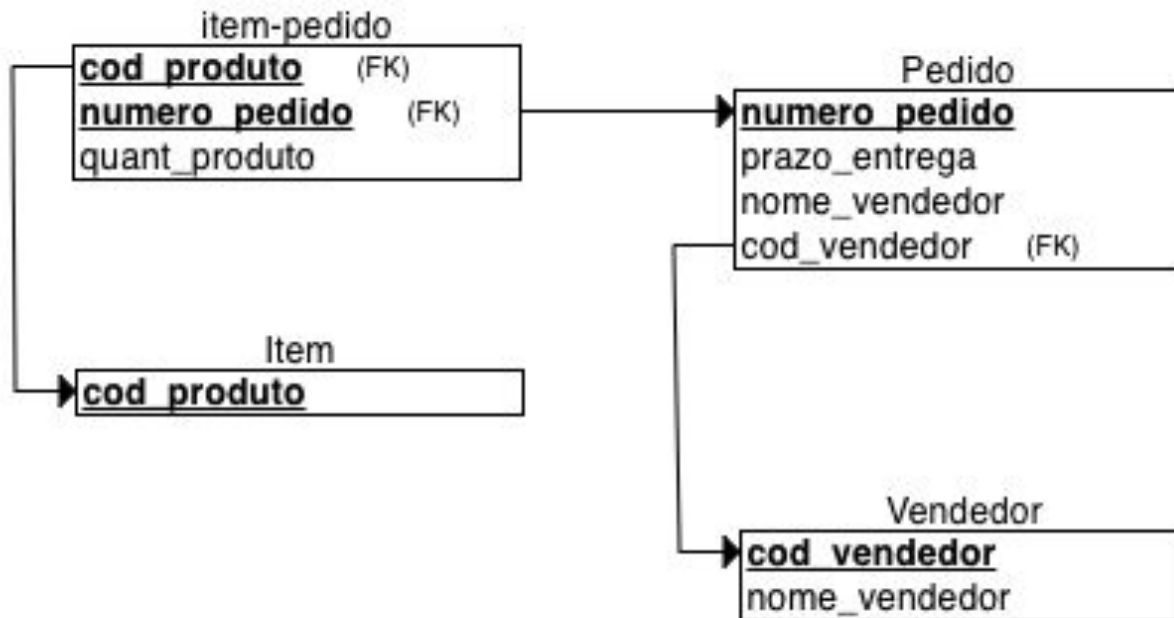 item-pedido
cod_produto (FK)
numero_pedido (FK)
quant_produto
Pedido
numero_pedido
prazo_entrega
nome_vendedor
cod_vendedor (FK)
Item
cod_produto
Vendedor
cod_vendedor
nome_vendedor